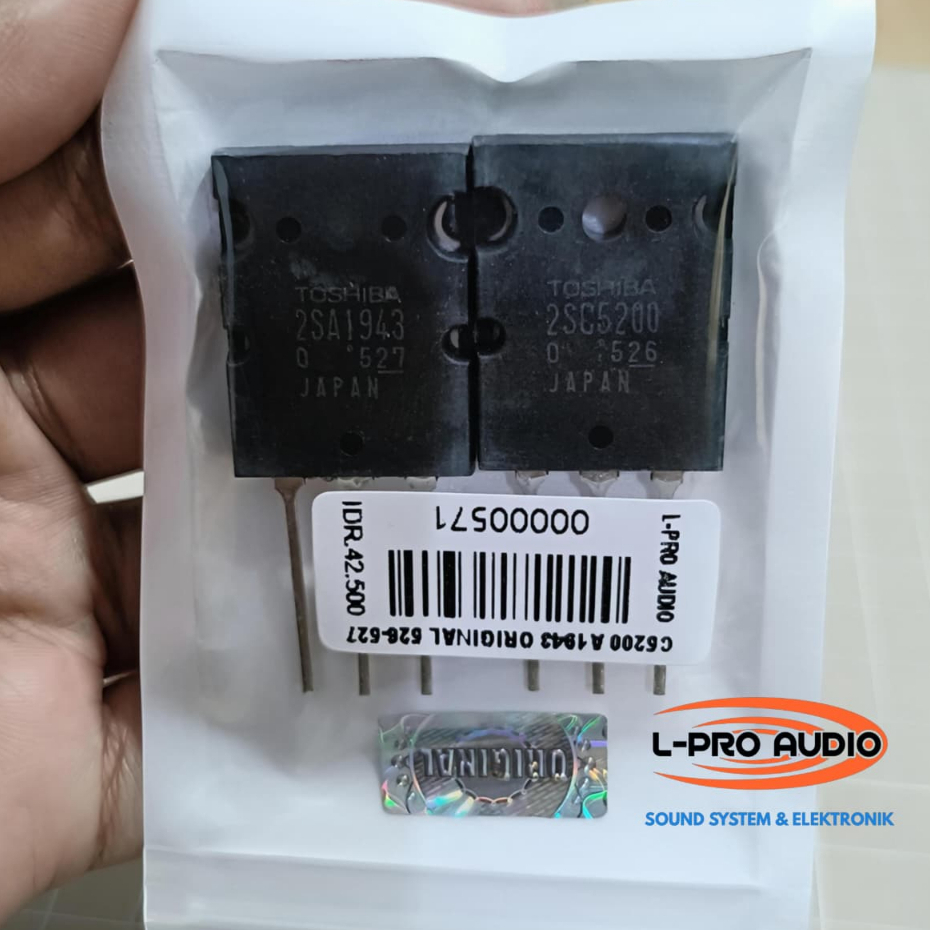 TOSHIBA
2SA1943
O 527
JAPAN
TOSHIBA
2SC5200
O 526
JAPAN
C5200 A1943 ORIGINAL 526-527
00000571
IDR.42.500
L-PRO AUDIO
ORIGINAL
L-PRO AUDIO
SOUND SYSTEM & ELEKTRONIK